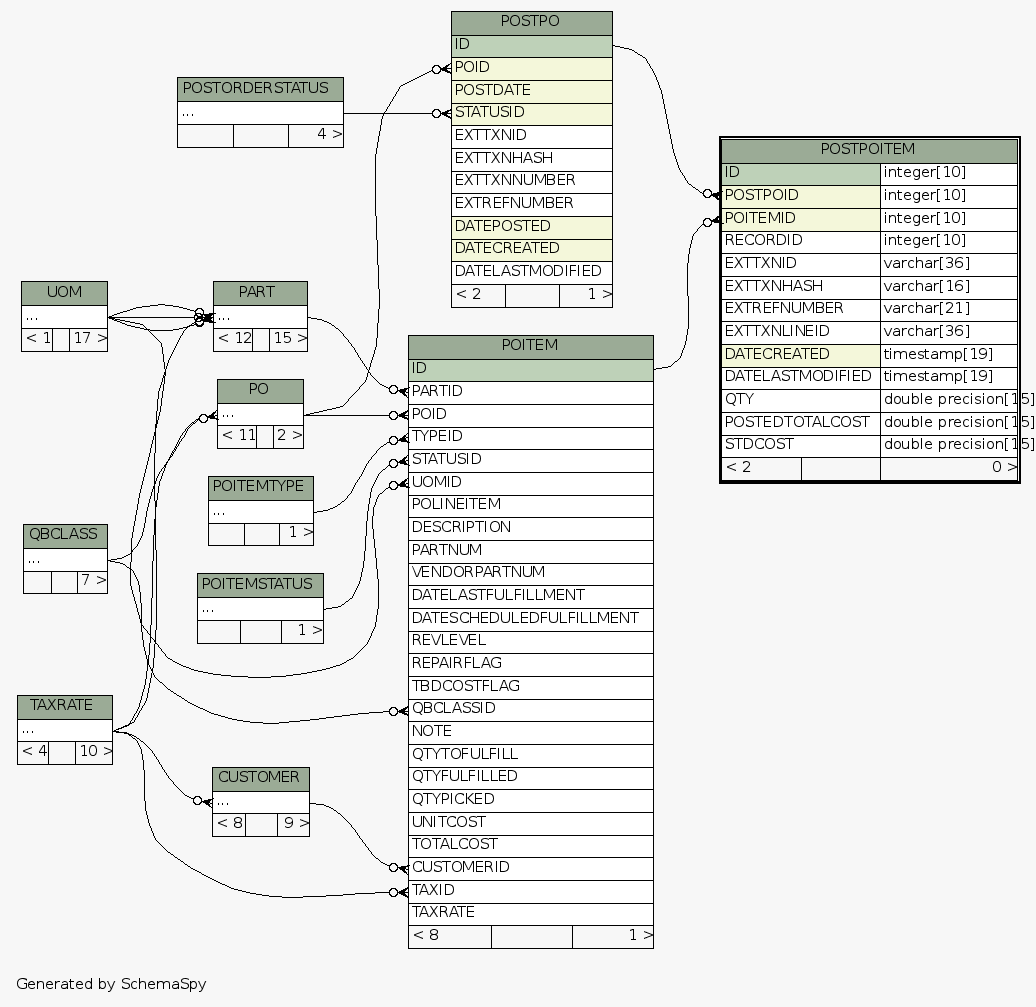 POSTPO
ID
POID
POSTDATE
STATUSID
EXTTXNID
EXTTXNHASH
EXTTXNNUMBER
EXTREFNUMBER
DATEPOSTED
DATECREATED
DATELASTMODIFIED
< 2 1 >
POSTORDERSTATUS
...
4 >
POSTPOITEM
ID integer[10]
POSTPOID integer[10]
POITEMID integer[10]
RECORDID integer[10]
EXTTXNID varchar[36]
EXTTXNHASH varchar[16]
EXTREFNUMBER varchar[21]
EXTTXNLINEID varchar[36]
DATECREATED timestamp[19]
DATELASTMODIFIED timestamp[19]
QTY double precision[15]
POSTEDTOTALCOST double precision[15]
STDCOST double precision[15]
< 2 0 >
UOM
...
< 1 17 >
PART
...
< 12 15 >
PO
...
< 11 2 >
POITEMTYPE
...
1 >
QBCLASS
...
7 >
POITEMSTATUS
...
1 >
TAXRATE
...
< 4 10 >
CUSTOMER
...
< 8 9 >
POITEM
ID
PARTID
POID
TYPEID
STATUSID
UOMID
POLINEITEM
DESCRIPTION
PARTNUM
VENDORPARTNUM
DATELASTFULFILLMENT
DATESCHEDULEDFULFILLMENT
REVLEVEL
REPAIRFLAG
TBDCOSTFLAG
QBCLASSID
NOTE
QTYTOFULFILL
QTYFULFILLED
QTYPICKED
UNITCOST
TOTALCOST
CUSTOMERID
TAXID
TAXRATE
< 8 1 >
Generated by SchemaSpy